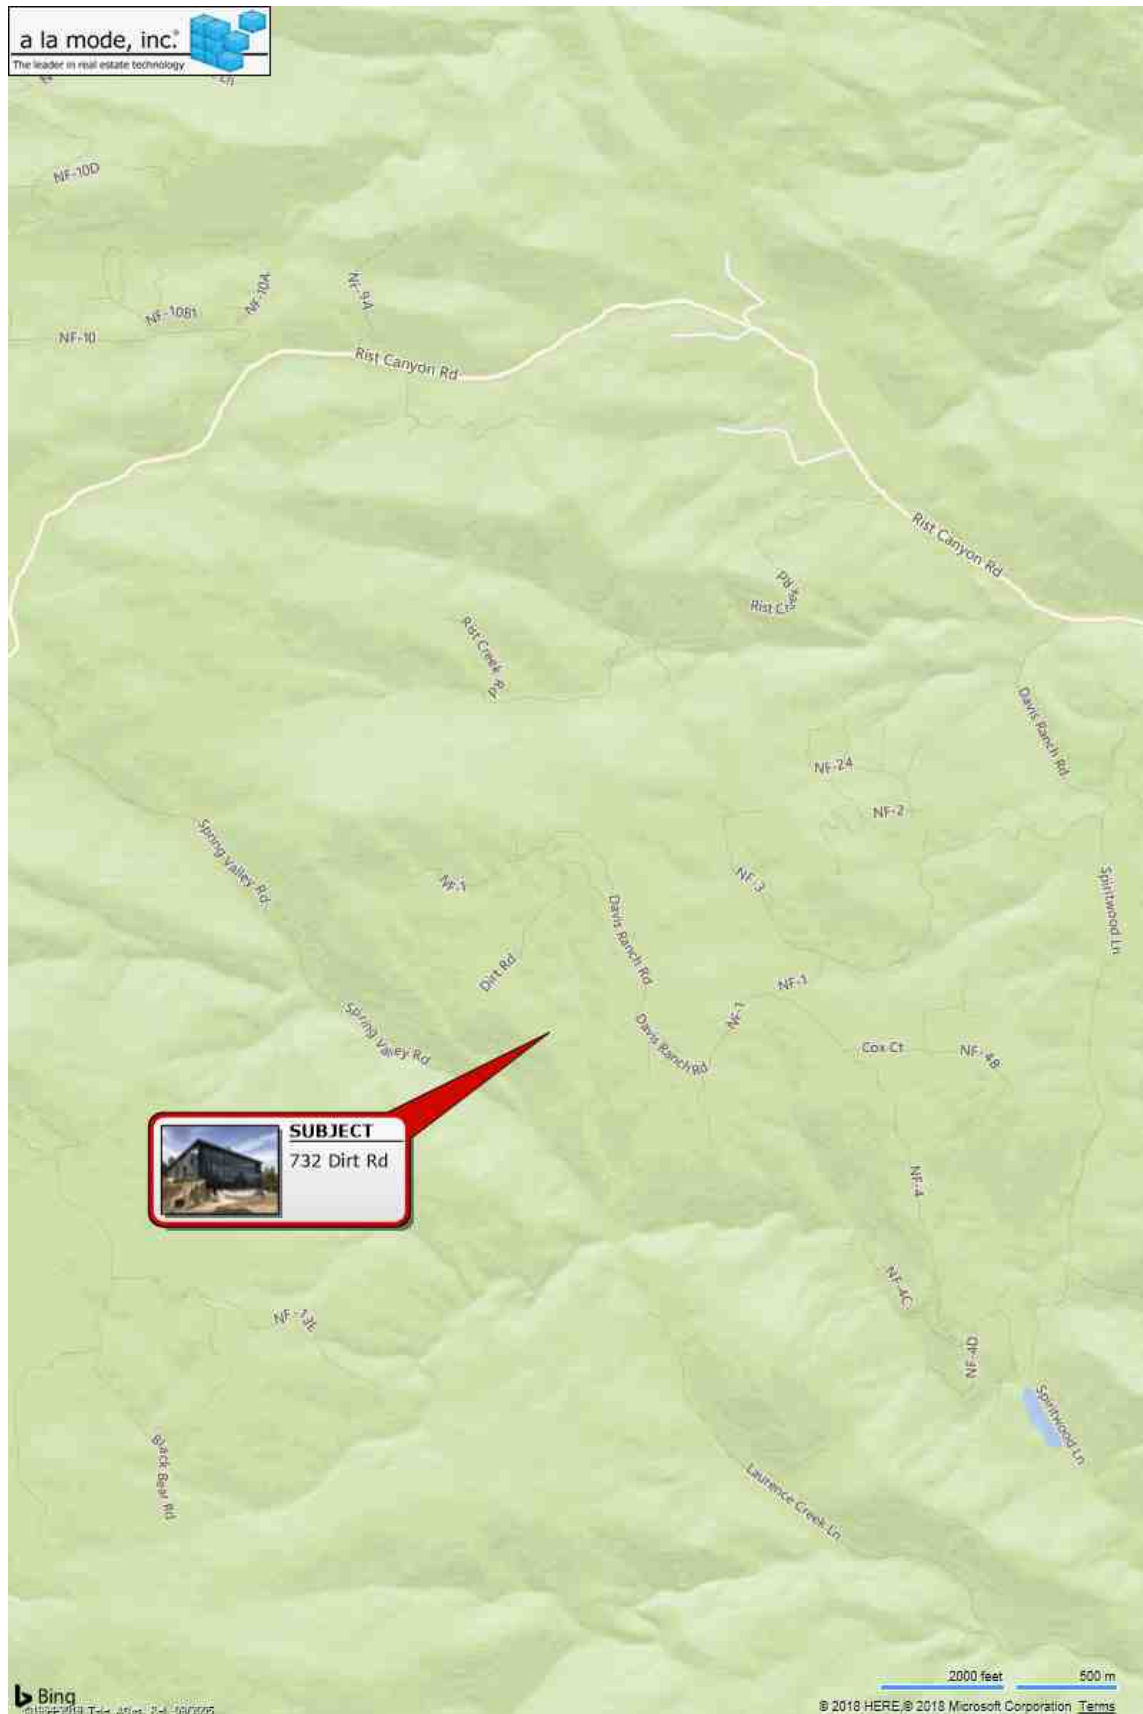 a la mode, inc.®
The leader in real estate technology
Ln
NF-10D
NF-9A
NF-10A
NF-10B1
NF-10
Rist Canyon Rd
Rist Canyon Rd
Rd
Rist Ct
Rist Creek Rd
Davis Ranch Rd
NF-24
NF-2
Spring Valley Rd
NF-1
NF-3
Spiritwood Ln
Davis Ranch Rd
Dirt Rd
NF-1
NF-1
Spring Valley Rd
Davis Ranch Rd
Cox Ct
NF-4B
SUBJECT
732 Dirt Rd
NF-4
NF-4C
NF-13E
NF-4D
Spiritwood Ln
Black Bear Rd
Laurence Creek Ln
2000 feet
500 m
Bing
© 2018 HERE,© 2018 Microsoft Corporation Terms